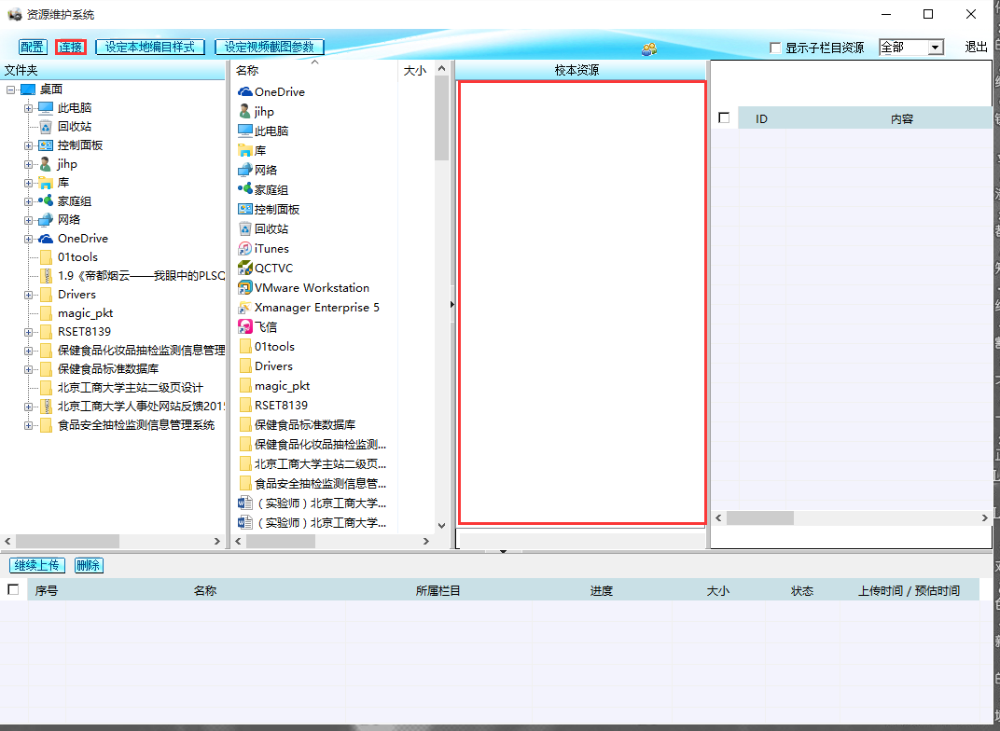 资源维护系统
配置 连接 设定本地编目样式 设定视频截图参数 显示子栏目资源 全部 退出
文件夹
桌面
此电脑
回收站
控制面板
jihp
库
家庭组
网络
OneDrive
01tools
1.9《帝都烟云——我眼中的PLSQ
Drivers
magic_pkt
RSET8139
保健食品化妆品抽检监测信息管理
保健食品标准数据库
北京工商大学主站二级页设计
北京工商大学人事处网站反馈201
食品安全抽检监测信息管理系统
名称 大小
OneDrive
jihp
此电脑
库
网络
家庭组
控制面板
回收站
iTunes
QCTVC
VMware Workstation
Xmanager Enterprise 5
飞信
01tools
Drivers
magic_pkt
RSET8139
保健食品标准数据库
保健食品化妆品抽检监测...
北京工商大学主站二级页...
食品安全抽检监测信息管...
（实验师）北京工商大学...
（实验师）北京工商大学...
校本资源
ID 内容
继续上传 删除
序号 名称 所属栏目 进度 大小 状态 上传时间 / 预估时间